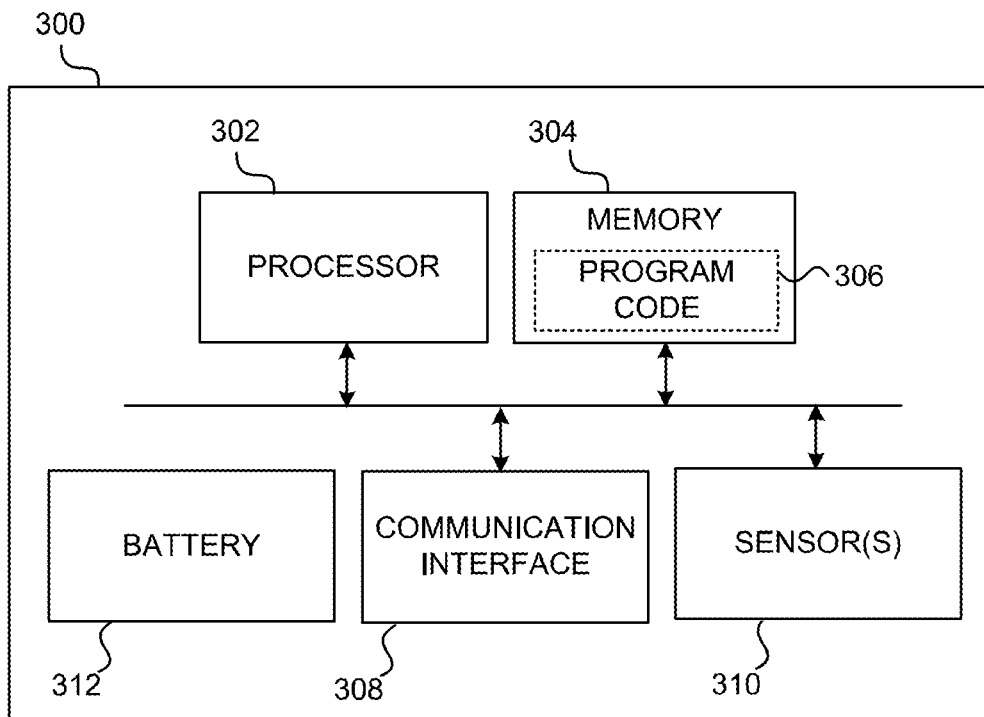 300
302
304
PROCESSOR
MEMORY
PROGRAM
CODE
306
BATTERY
COMMUNICATION
INTERFACE
SENSOR(S)
312
308
310